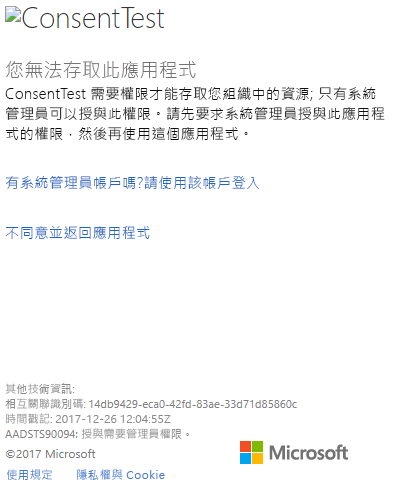 ConsentTest
您無法存取此應用程式
ConsentTest 需要權限才能存取您組織中的資源; 只有系統
管理員可以授與此權限。請先要求系統管理員授與此應用程
式的權限，然後再使用這個應用程式。
有系統管理員帳戶嗎?請使用該帳戶登入
不同意並返回應用程式
其他技術資訊:
相互關聯識別碼: 14db9429-eca0-42fd-83ae-33d71d85860c
時間戳記: 2017-12-26 12:04:55Z
AADSTS90094: 授與需要管理員權限。
©2017 Microsoft
Microsoft
使用規定 隱私權與 Cookie